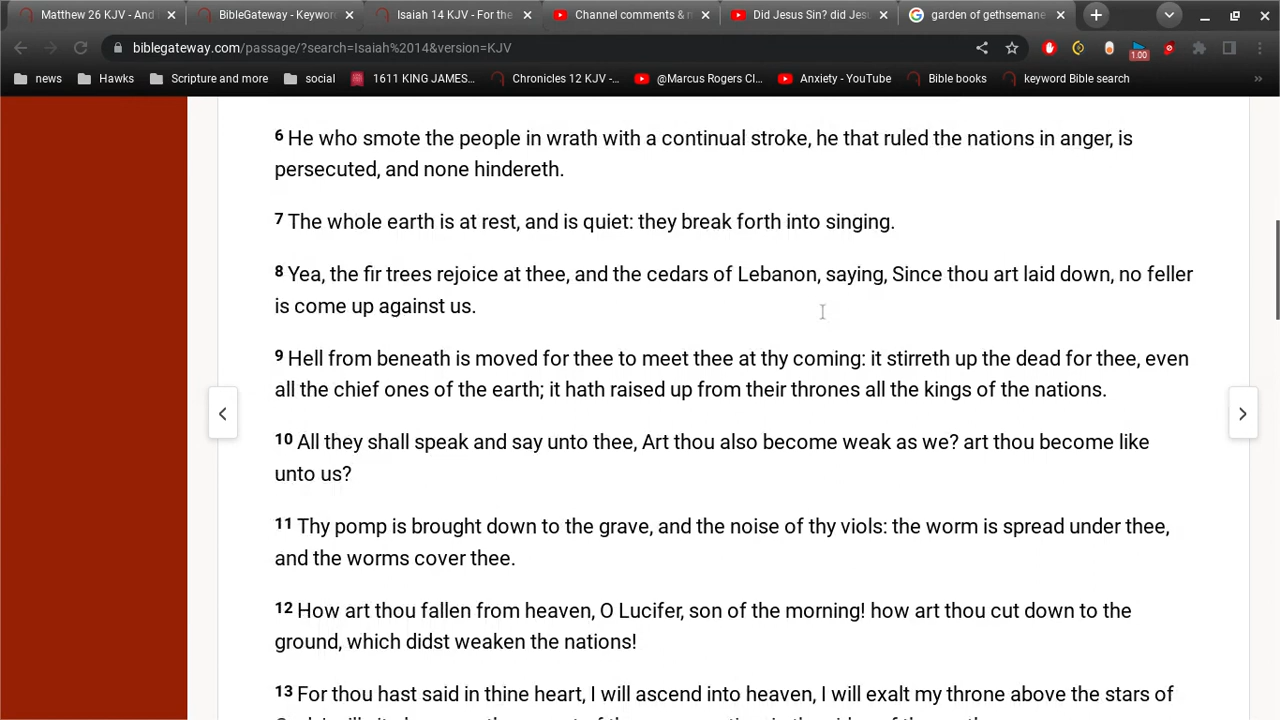 Matthew 26 KJV - And
BibleGateway - Keyword
Isaiah 14 KJV - For the
Channel comments & m
Did Jesus Sin? did Jesu
garden of gethsemane
biblegateway.com/passage/?search=Isaiah%2014&version=KJV
1.00
news
Hawks
Scripture and more
social
1611 KING JAMES...
Chronicles 12 KJV -...
@Marcus Rogers Cl...
Anxiety - YouTube
Bible books
keyword Bible search
»
6 He who smote the people in wrath with a continual stroke, he that ruled the nations in anger, is
persecuted, and none hindereth.
7 The whole earth is at rest, and is quiet: they break forth into singing.
8 Yea, the fir trees rejoice at thee, and the cedars of Lebanon, saying, Since thou art laid down, no feller
is come up against us.
9 Hell from beneath is moved for thee to meet thee at thy coming: it stirreth up the dead for thee, even
all the chief ones of the earth; it hath raised up from their thrones all the kings of the nations.
10 All they shall speak and say unto thee, Art thou also become weak as we? art thou become like
unto us?
11 Thy pomp is brought down to the grave, and the noise of thy viols: the worm is spread under thee,
and the worms cover thee.
12 How art thou fallen from heaven, O Lucifer, son of the morning! how art thou cut down to the
ground, which didst weaken the nations!
13 For thou hast said in thine heart, I will ascend into heaven, I will exalt my throne above the stars of